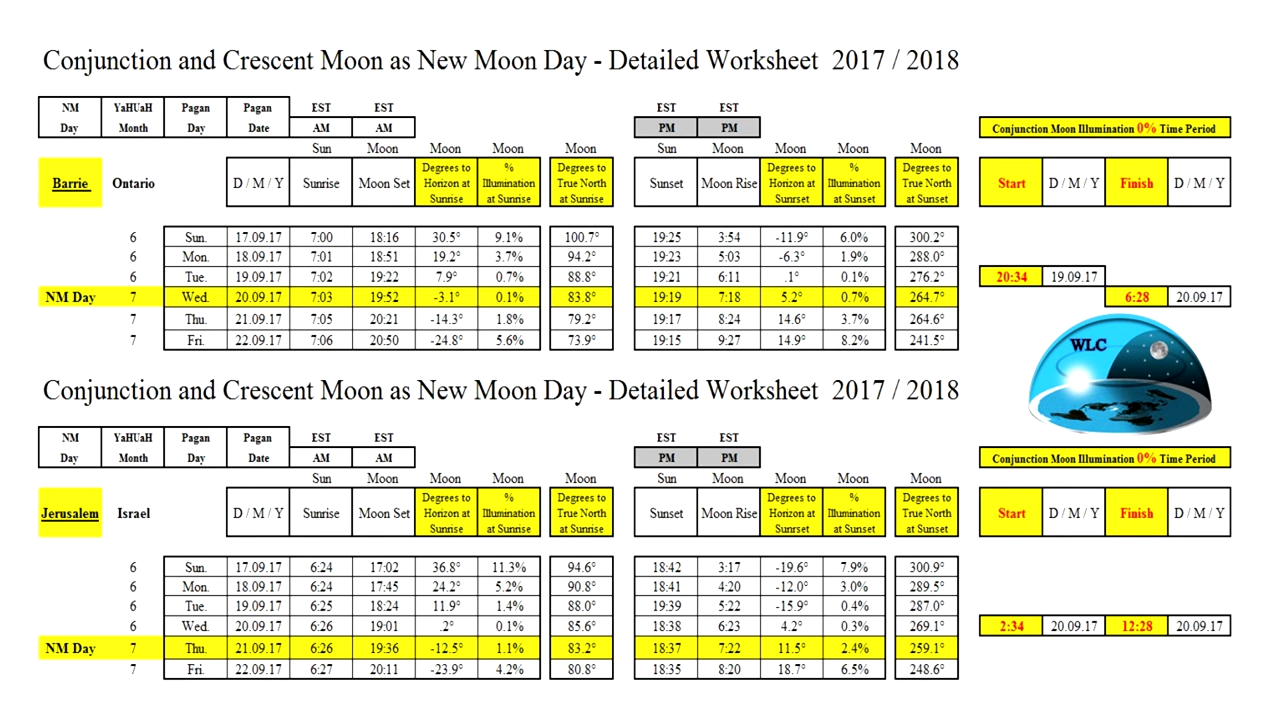 Conjunction and Crescent Moon as New Moon Day - Detailed Worksheet 2017 / 2018
NM YaHUaH Pagan Pagan EST EST EST EST
Day Month Day Date AM AM PM PM Conjunction Moon Illumination 0% Time Period
Sun Moon Moon Moon Moon Sun Moon Moon Moon Moon
Degrees to % Degrees to Degrees to % Degrees to
Barrie Ontario D / M / Y Sunrise Moon Set Horizon at Illumination True North Sunset Moon Rise Horizon at Illumination True North Start D / M / Y Finish D / M / Y
Sunrise at Sunrise at Sunrise Sunrset at Sunset at Sunset
6 Sun. 17.09.17 7:00 18:16 30.5° 9.1% 100.7° 19:25 3:54 -11.9° 6.0% 300.2°
6 Mon. 18.09.17 7:01 18:51 19.2° 3.7% 94.2° 19:23 5:03 -6.3° 1.9% 288.0°
6 Tue. 19.09.17 7:02 19:22 7.9° 0.7% 88.8° 19:21 6:11 .1° 0.1% 276.2° 20:34 19.09.17
NM Day 7 Wed. 20.09.17 7:03 19:52 -3.1° 0.1% 83.8° 19:19 7:18 5.2° 0.7% 264.7° 6:28 20.09.17
7 Thu. 21.09.17 7:05 20:21 -14.3° 1.8% 79.2° 19:17 8:24 14.6° 3.7% 264.6°
7 Fri. 22.09.17 7:06 20:50 -24.8° 5.6% 73.9° 19:15 9:27 14.9° 8.2% 241.5°
WLC
Conjunction and Crescent Moon as New Moon Day - Detailed Worksheet 2017 / 2018
NM YaHUaH Pagan Pagan EST EST EST EST
Day Month Day Date AM AM PM PM Conjunction Moon Illumination 0% Time Period
Sun Moon Moon Moon Moon Sun Moon Moon Moon Moon
Degrees to % Degrees to Degrees to % Degrees to
Jerusalem Israel D / M / Y Sunrise Moon Set Horizon at Illumination True North Sunset Moon Rise Horizon at Illumination True North Start D / M / Y Finish D / M / Y
Sunrise at Sunrise at Sunrise Sunrset at Sunset at Sunset
6 Sun. 17.09.17 6:24 17:02 36.8° 11.3% 94.6° 18:42 3:17 -19.6° 7.9% 300.9°
6 Mon. 18.09.17 6:24 17:45 24.2° 5.2% 90.8° 18:41 4:20 -12.0° 3.0% 289.5°
6 Tue. 19.09.17 6:25 18:24 11.9° 1.4% 88.0° 19:39 5:22 -15.9° 0.4% 287.0°
6 Wed. 20.09.17 6:26 19:01 .2° 0.1% 85.6° 18:38 6:23 4.2° 0.3% 269.1° 2:34 20.09.17 12:28 20.09.17
NM Day 7 Thu. 21.09.17 6:26 19:36 -12.5° 1.1% 83.2° 18:37 7:22 11.5° 2.4% 259.1°
7 Fri. 22.09.17 6:27 20:11 -23.9° 4.2% 80.8° 18:35 8:20 18.7° 6.5% 248.6°